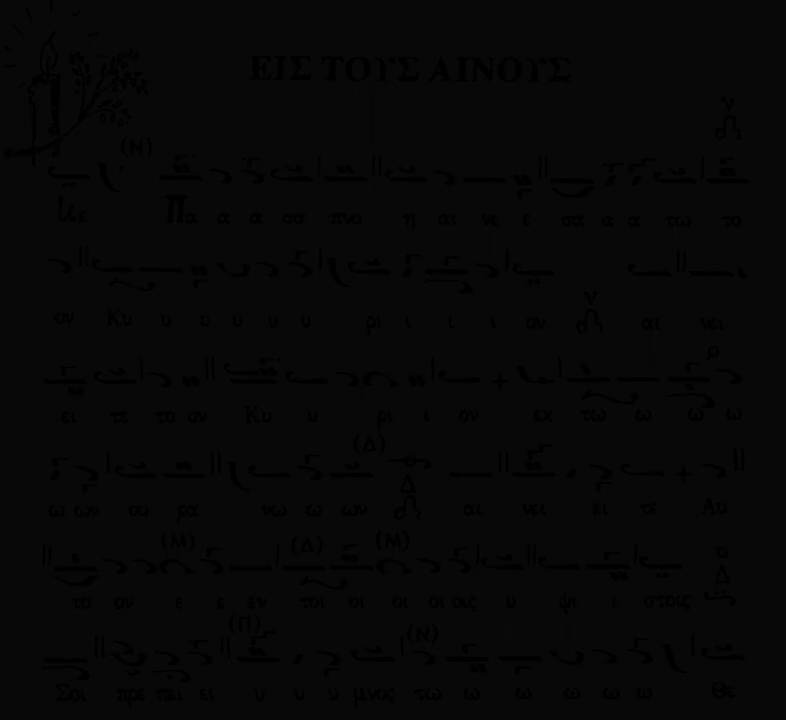 ΕΙΣ ΤΟΥΣ ΑΙΝΟΥΣ
ν
(Ν)
Κε Πα α α σα πνο η αι νε ε σα α α τω το
ον Κυ υ υ υ υ υ ρι ι ι ι ον ν αι νει
ει τε το ον Κυ υ ρι ι ον εχ τω ω ω ω
(Δ)
ω ων ου ρα νω ω ων Δ αι νει ει τε Αυ
(Μ) (Δ) (Μ)
το ον ε ε εν τοι οι οι οι οις υ ψι ι στοις Δ
(Π) (Ν)
Σοι πρε πει ει υ υ υ μνος τω ω ω ω ω ω Θε